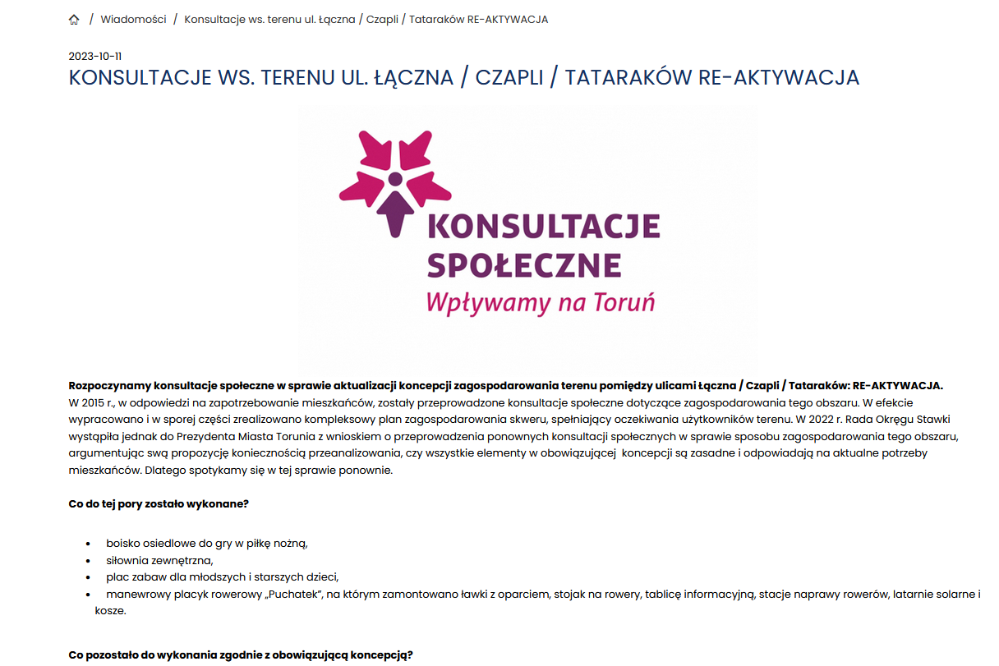 / Wiadomości / Konsultacje ws. terenu ul. Łączna / Czapli / Tataraków RE-AKTYWACJA
2023-10-11
KONSULTACJE WS. TERENU UL. ŁĄCZNA / CZAPLI / TATARAKÓW RE-AKTYWACJA
KONSULTACJE
SPOŁECZNE
Wpływamy na Toruń
Rozpoczynamy konsultacje społeczne w sprawie aktualizacji koncepcji zagospodarowania terenu pomiędzy ulicami Łączna / Czapli / Tataraków: RE-AKTYWACJA.
W 2015 r., w odpowiedzi na zapotrzebowanie mieszkańców, zostały przeprowadzone konsultacje społeczne dotyczące zagospodarowania tego obszaru. W efekcie
wypracowano i w sporej części zrealizowano kompleksowy plan zagospodarowania skweru, spełniający oczekiwania użytkowników terenu. W 2022 r. Rada Okręgu Stawki
wystąpiła jednak do Prezydenta Miasta Torunia z wnioskiem o przeprowadzenia ponownych konsultacji społecznych w sprawie sposobu zagospodarowania tego obszaru,
argumentując swą propozycję koniecznością przeanalizowania, czy wszystkie elementy w obowiązującej koncepcji są zasadne i odpowiadają na aktualne potrzeby
mieszkańców. Dlatego spotykamy się w tej sprawie ponownie.
Co do tej pory zostało wykonane?
• boisko osiedlowe do gry w piłkę nożną,
• siłownia zewnętrzna,
• plac zabaw dla młodszych i starszych dzieci,
• manewrowy placyk rowerowy „Puchatek”, na którym zamontowano ławki z oparciem, stojak na rowery, tablicę informacyjną, stacje naprawy rowerów, latarnie solarne i
kosze.
Co pozostało do wykonania zgodnie z obowiązującą koncepcją?